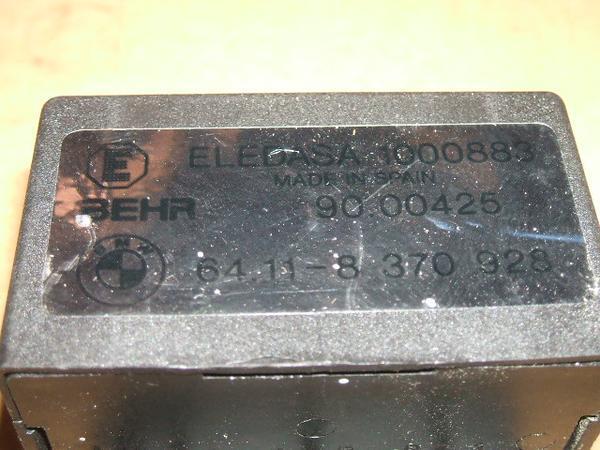 E ELEDASA 1000883
MADE IN SPAIN
BEHR 90.00425
BMW 64.11-8 370 928